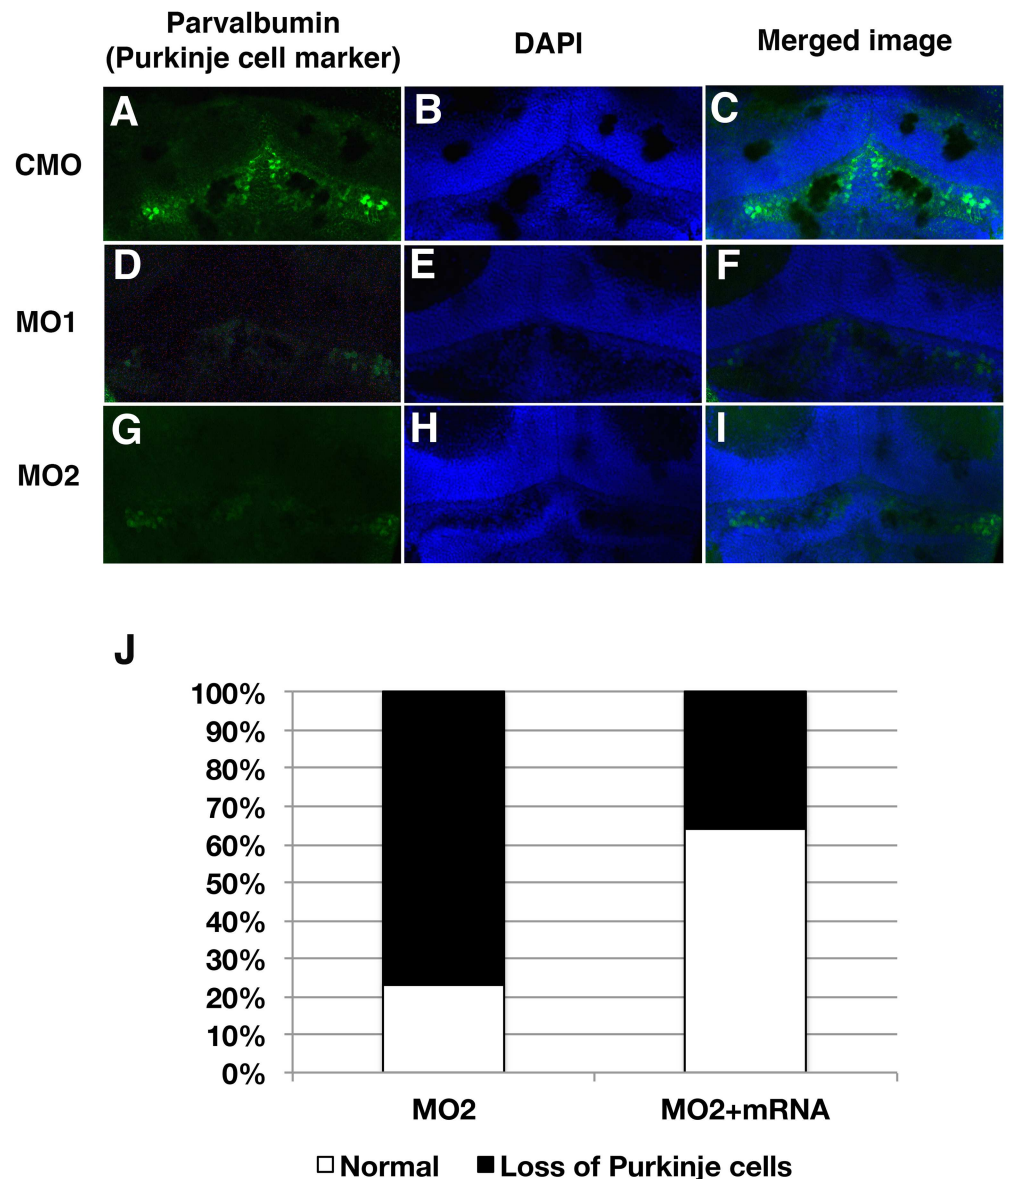 Parvalbumin
(Purkinje cell marker)
DAPI
Merged image
CMO
A
B
C
MO1
D
E
F
MO2
G
H
I
J
100%
90%
80%
70%
60%
50%
40%
30%
20%
10%
0%
MO2
MO2+mRNA
Normal
Loss of Purkinje cells